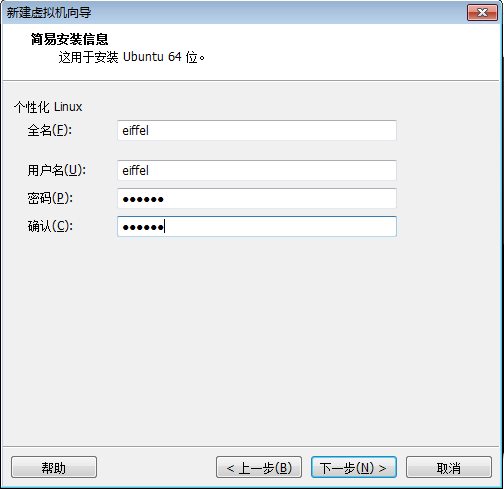 新建虚拟机向导
简易安装信息
这用于安装 Ubuntu 64 位。
个性化 Linux
全名(F): eiffel
用户名(U): eiffel
密码(P): ●●●●●●
确认(C): ●●●●●●
帮助 < 上一步(B) 下一步(N) > 取消